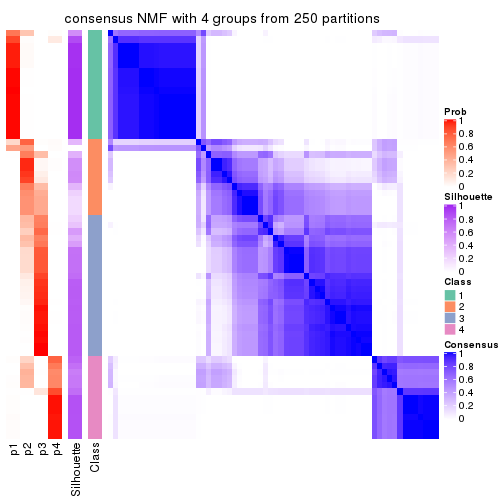 consensus NMF with 4 groups from 250 partitions
Prob
1
0.8
0.6
0.4
0.2
0
Silhouette
1
0.8
0.6
0.4
0.2
0
Class
1
2
3
4
Consensus
1
0.8
0.6
0.4
0.2
0
p1
p2
p3
p4
Silhouette
Class